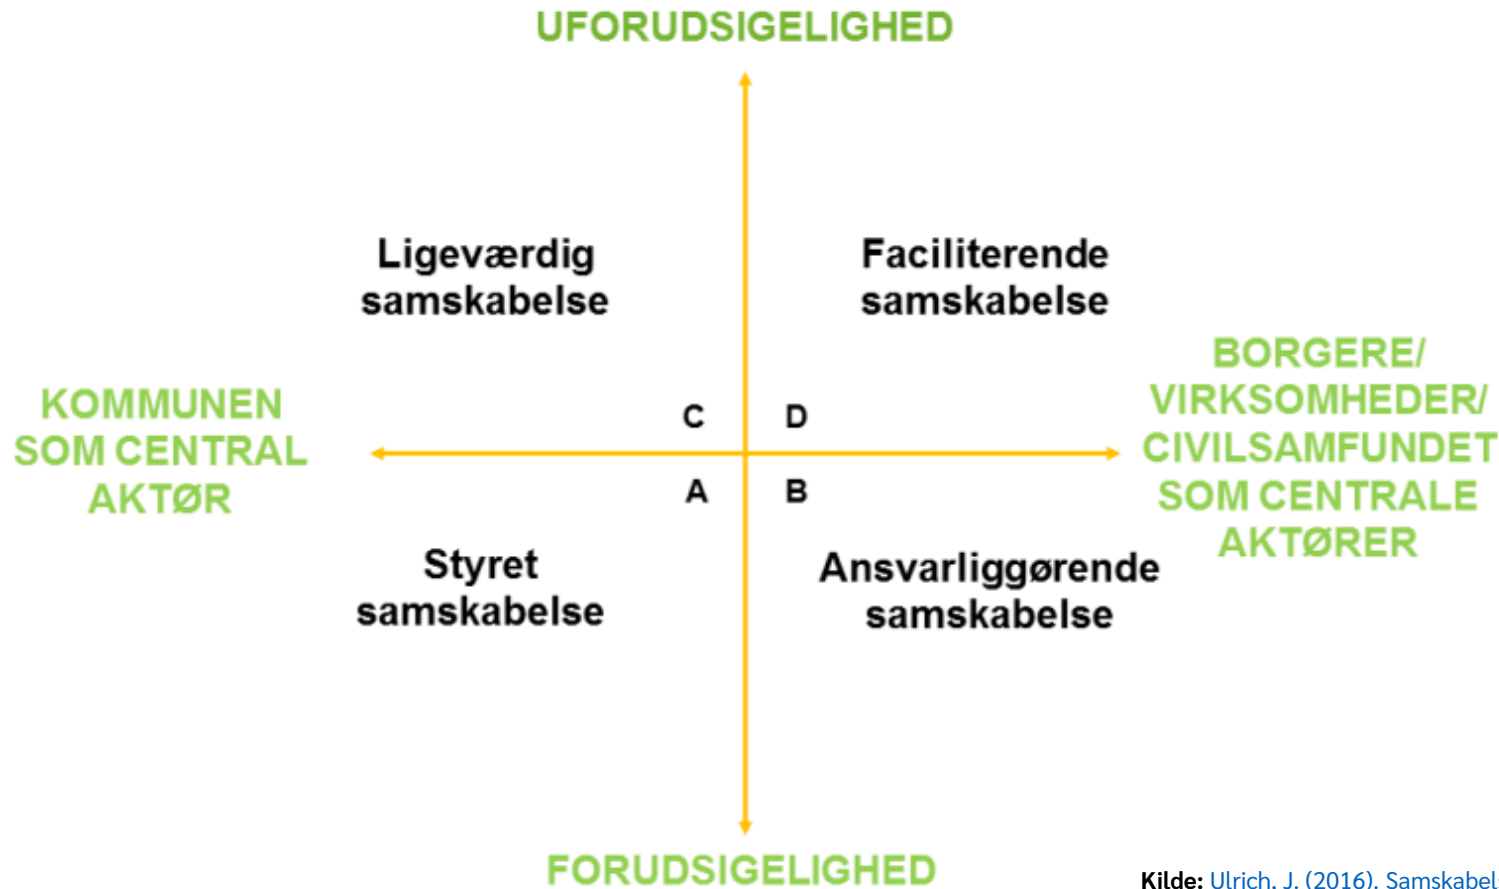 UFORUDSIGELIGHED
Ligeværdig
samskabelse
Faciliterende
samskabelse
KOMMUNEN
SOM CENTRAL
AKTØR
BORGERE/
VIRKSOMHEDER/
CIVILSAMFUNDET
SOM CENTRALE
AKTØRER
C D
A B
Styret
samskabelse
Ansvarliggørende
samskabelse
FORUDSIGELIGHED
Kilde: Ulrich, J. (2016). Samskabels